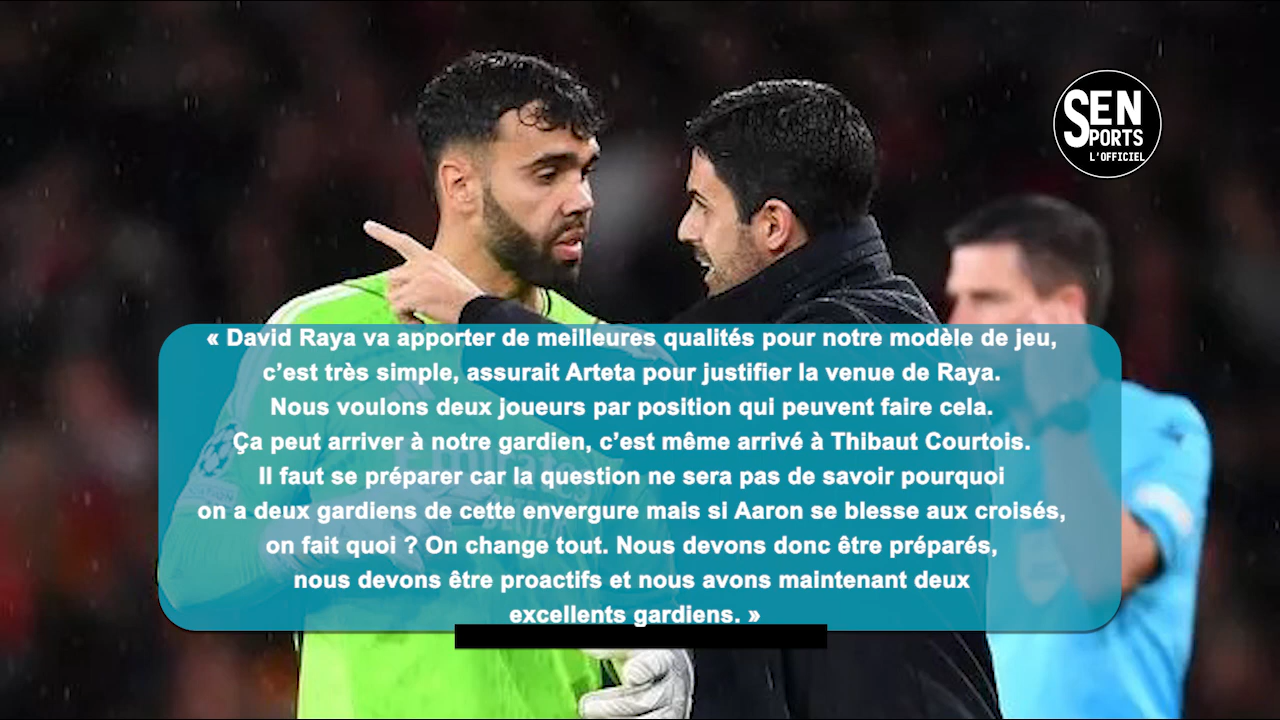 SEN
SPORTS
L'OFFICIEL
« David Raya va apporter de meilleures qualités pour notre modèle de jeu,
c’est très simple, assurait Arteta pour justifier la venue de Raya.
Nous voulons deux joueurs par position qui peuvent faire cela.
Ça peut arriver à notre gardien, c’est même arrivé à Thibaut Courtois.
Il faut se préparer car la question ne sera pas de savoir pourquoi
on a deux gardiens de cette envergure mais si Aaron se blesse aux croisés,
on fait quoi ? On change tout. Nous devons donc être préparés,
nous devons être proactifs et nous avons maintenant deux
excellents gardiens. »